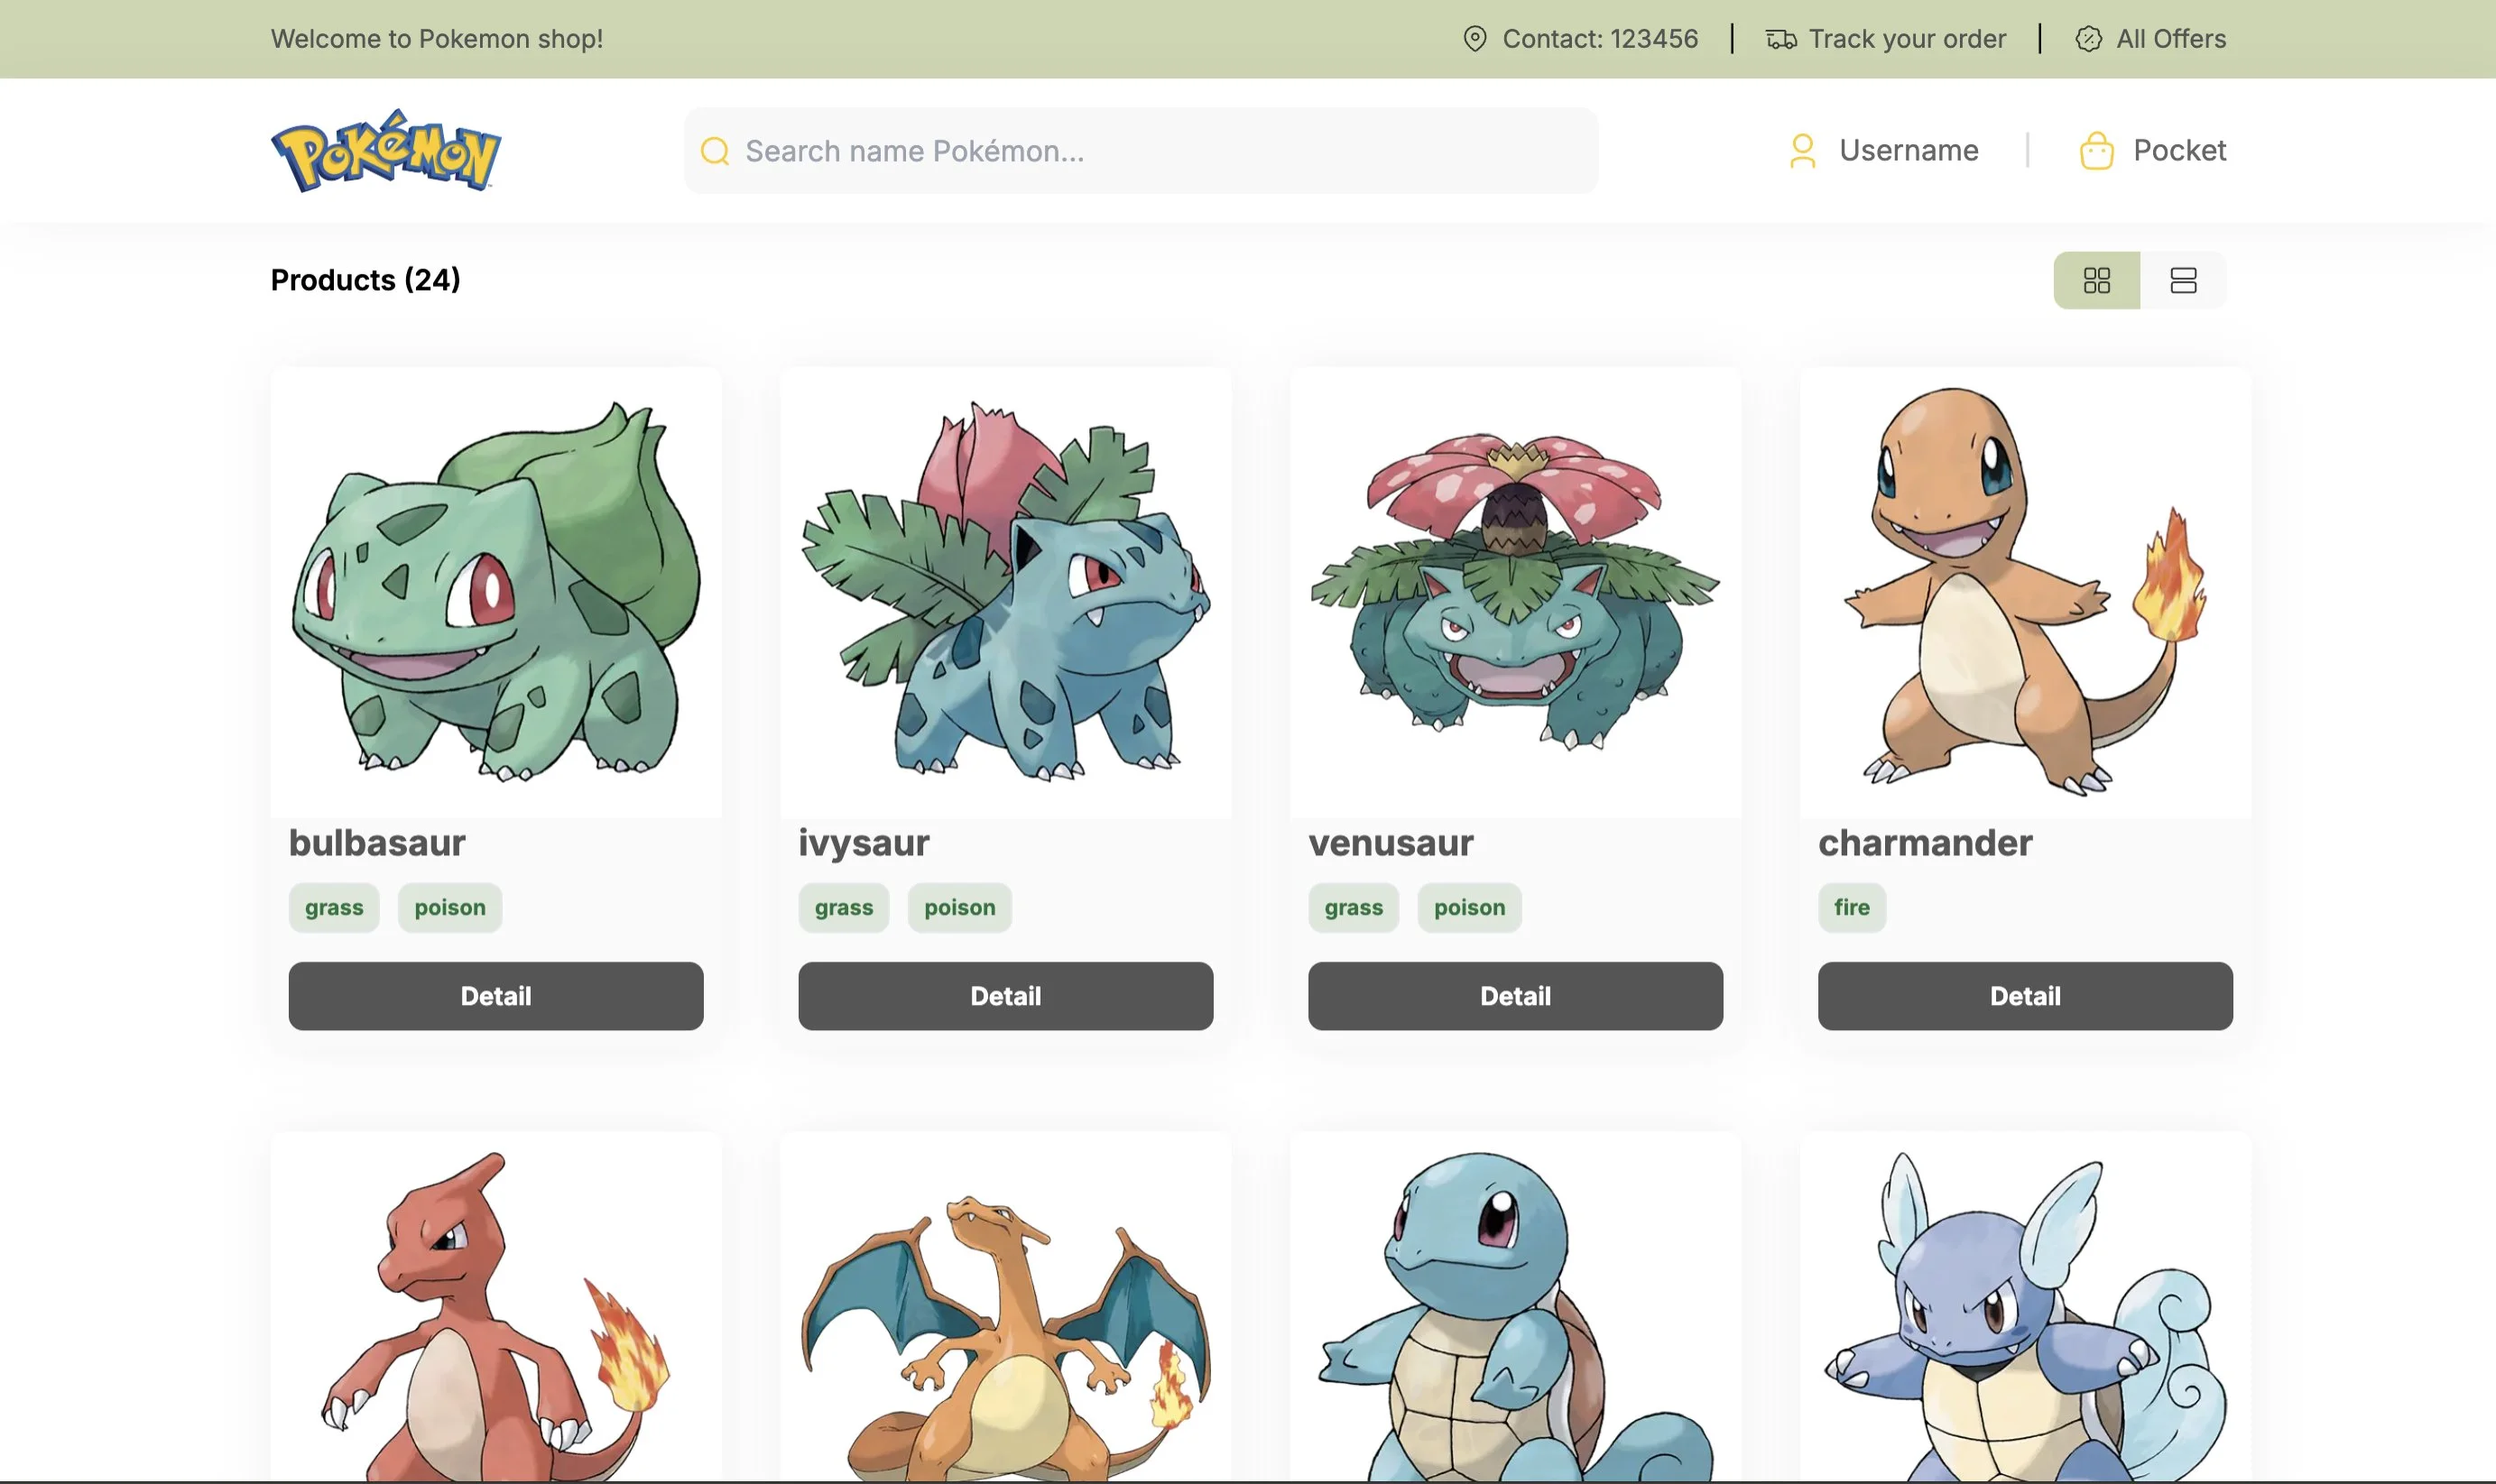 Welcome to Pokemon shop! Contact: 123456 | Track your order | All Offers
POKéMON Search name Pokémon... Username | Pocket
Products (24)
bulbasaur ivysaur venusaur charmander
grass poison grass poison grass poison fire
Detail Detail Detail Detail